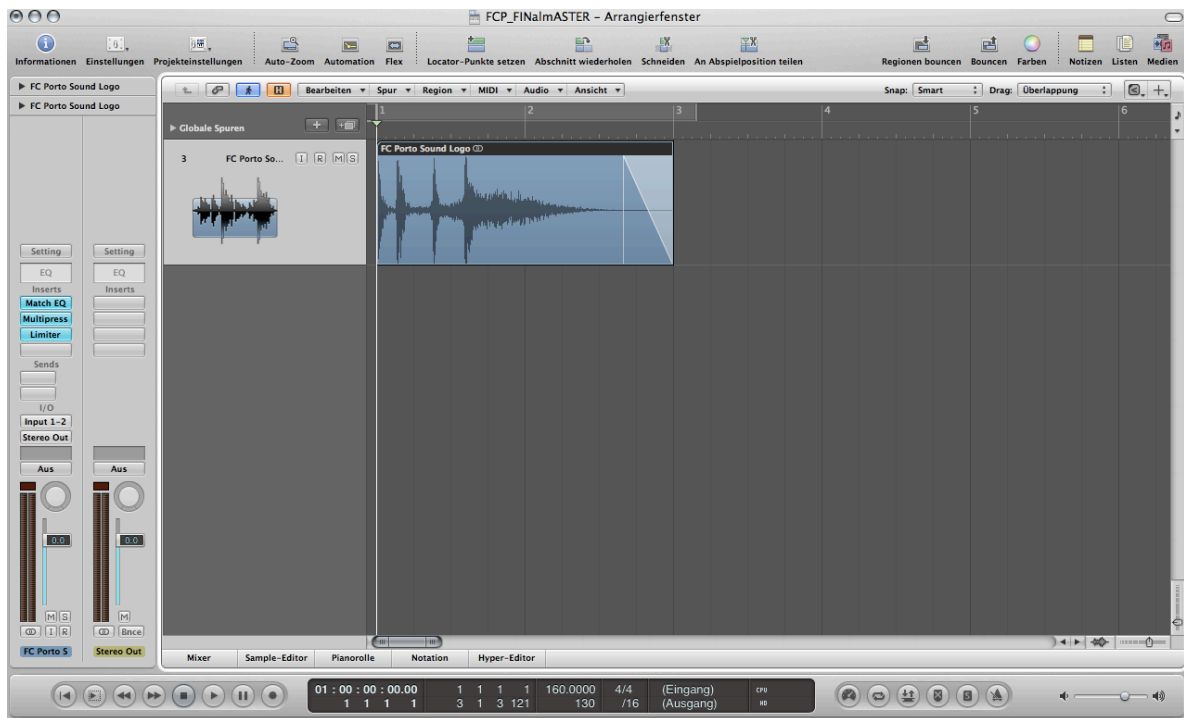 FCP_FINalmASTER – Arrangierfenster
Informationen Einstellungen Projekteinstellungen Auto-Zoom Automation Flex Locator-Punkte setzen Abschnitt wiederholen Schneiden An Abspielposition teilen Regionen bouncen Bouncen Farben Notizen Listen Medien
FC Porto Sound Logo
FC Porto Sound Logo
Bearbeiten Spur Region MIDI Audio Ansicht Snap: Smart Drag: Überlappung
Globale Spuren
1 2 3 4 5 6
3 FC Porto So... I R M S
FC Porto Sound Logo
Setting Setting
EQ EQ
Inserts Inserts
Match EQ
Multipress
Limiter
Sends
I/O
Input 1-2
Stereo Out
Aus Aus
0.0 0.0
M S M
I R Bnce
FC Porto S Stereo Out
Mixer Sample-Editor Pianorolle Notation Hyper-Editor
01 : 00 : 00 : 00.00 1 1 1 1 160.0000 4/4 (Eingang) CPU
1 1 1 1 3 1 3 121 130 /16 (Ausgang) HD